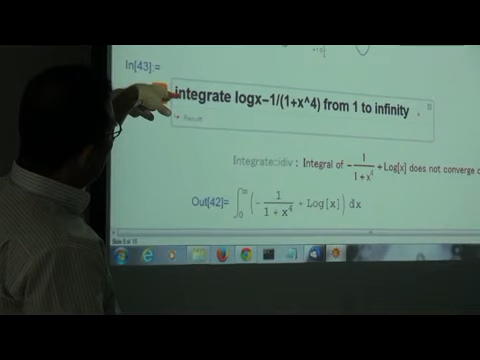 In[43]:=
integrate logx-1/(1+x^4) from 1 to infinity
Result
Integrate::idiv : Integral of -1/(1+x^4) +Log[x] does not converge
Out[42]= ∫_0^∞ (-1/(1+x^4) + Log[x]) dx